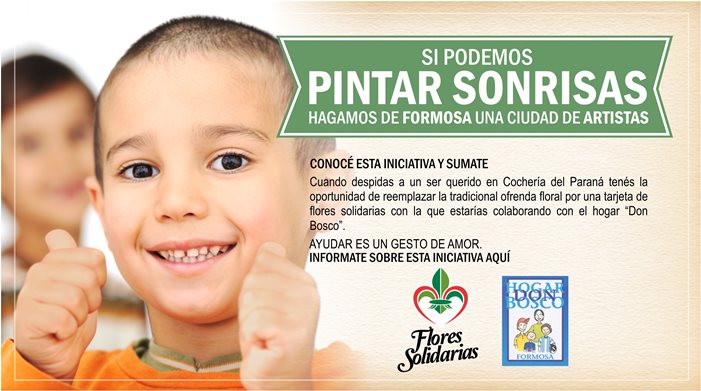 SI PODEMOS
PINTAR SONRISAS
HAGAMOS DE FORMOSA UNA CIUDAD DE ARTISTAS
CONOCÉ ESTA INICIATIVA Y SUMATE
Cuando despidas a un ser querido en Cochería del Paraná tenés la
oportunidad de reemplazar la tradicional ofrenda floral por una tarjeta de
flores solidarias con la que estarías colaborando con el hogar “Don
Bosco”.
AYUDAR ES UN GESTO DE AMOR.
INFORMATE SOBRE ESTA INICIATIVA AQUÍ
Flores
Solidarias
HOGAR
DON
BOSCO
FORMOSA